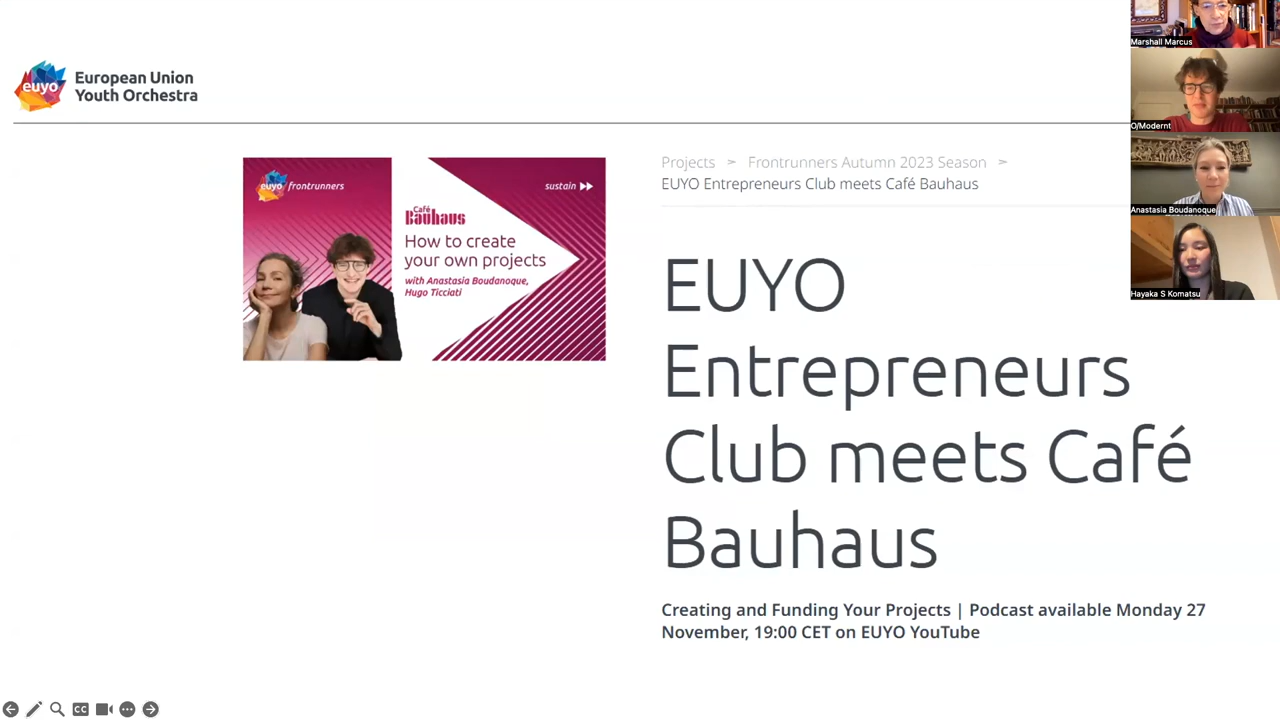 euyo
European Union
Youth Orchestra
euyo frontrunners
sustain
Café
Bauhaus
How to create
your own projects
with Anastasia Boudanoque,
Hugo Ticciati
Projects > Frontrunners Autumn 2023 Season >
EUYO Entrepreneurs Club meets Café Bauhaus
EUYO
Entrepreneurs
Club meets Café
Bauhaus
Creating and Funding Your Projects | Podcast available Monday 27
November, 19:00 CET on EUYO YouTube
Marshall Marcus
O/Modernt
Anastasia Boudanoque
Hayaka S Komatsu
CC